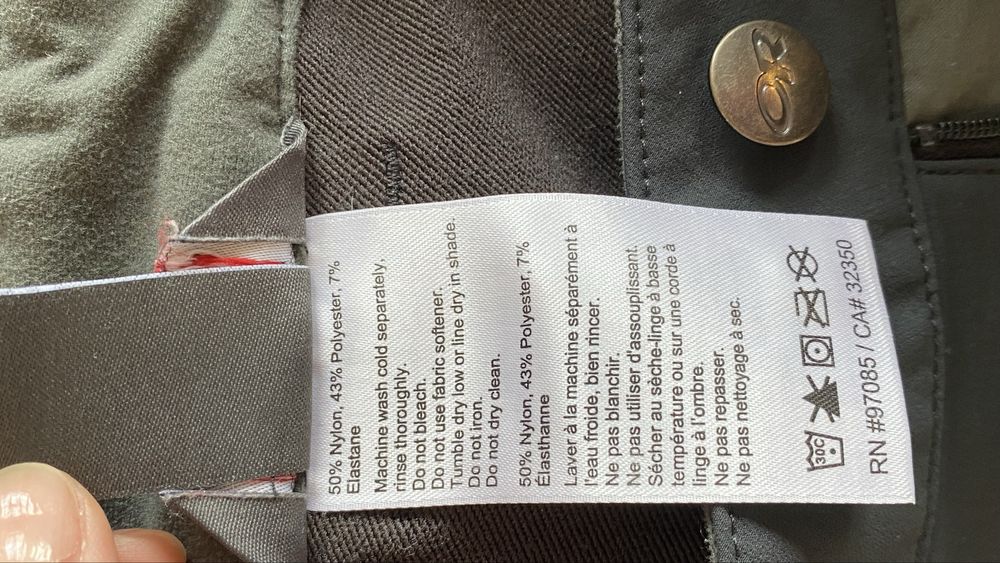 50% Nylon, 43% Polyester, 7%
Elastane
Machine wash cold separately,
rinse thoroughly.
Do not bleach.
Do not use fabric softener.
Tumble dry low or line dry in shade.
Do not iron.
Do not dry clean.
50% Nylon, 43% Polyester, 7%
Élasthanne
Laver à la machine séparément à
l'eau froide, bien rincer.
Ne pas blanchir.
Ne pas utiliser d'assouplissant.
Sécher au sèche-linge à basse
température ou sur une corde à
linge à l'ombre.
Ne pas repasser.
Ne pas nettoyage à sec.
30C
RN #97085 / CA# 32350
OR